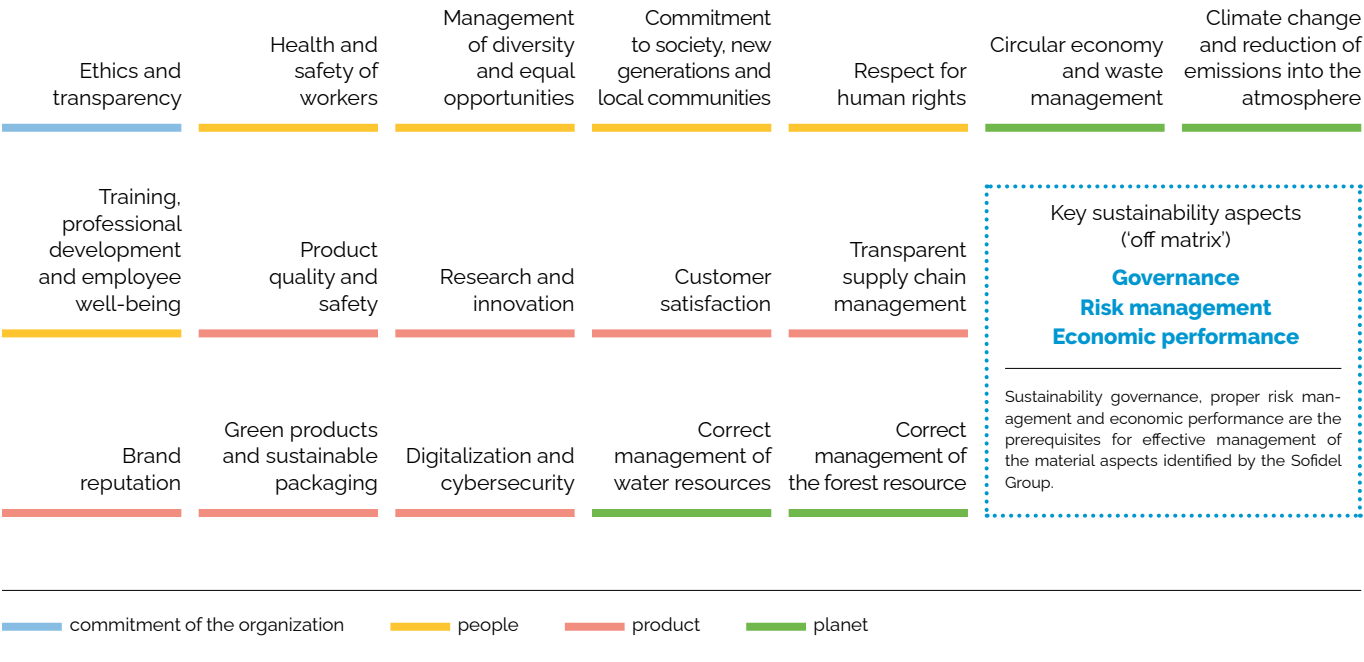 Ethics and
transparency
Health and
safety of
workers
Management
of diversity
and equal
opportunities
Commitment
to society, new
generations and
local communities
Respect for
human rights
Circular economy
and waste
management
Climate change
and reduction of
emissions into the
atmosphere
Training,
professional
development
and employee
well-being
Product
quality and
safety
Research and
innovation
Customer
satisfaction
Transparent
supply chain
management
Key sustainability aspects
(‘off matrix’)
Governance
Risk management
Economic performance
Sustainability governance, proper risk man-
agement and economic performance are the
prerequisites for effective management of
the material aspects identified by the Sofidel
Group.
Brand
reputation
Green products
and sustainable
packaging
Digitalization and
cybersecurity
Correct
management of
water resources
Correct
management of
the forest resource
commitment of the organization
people
product
planet